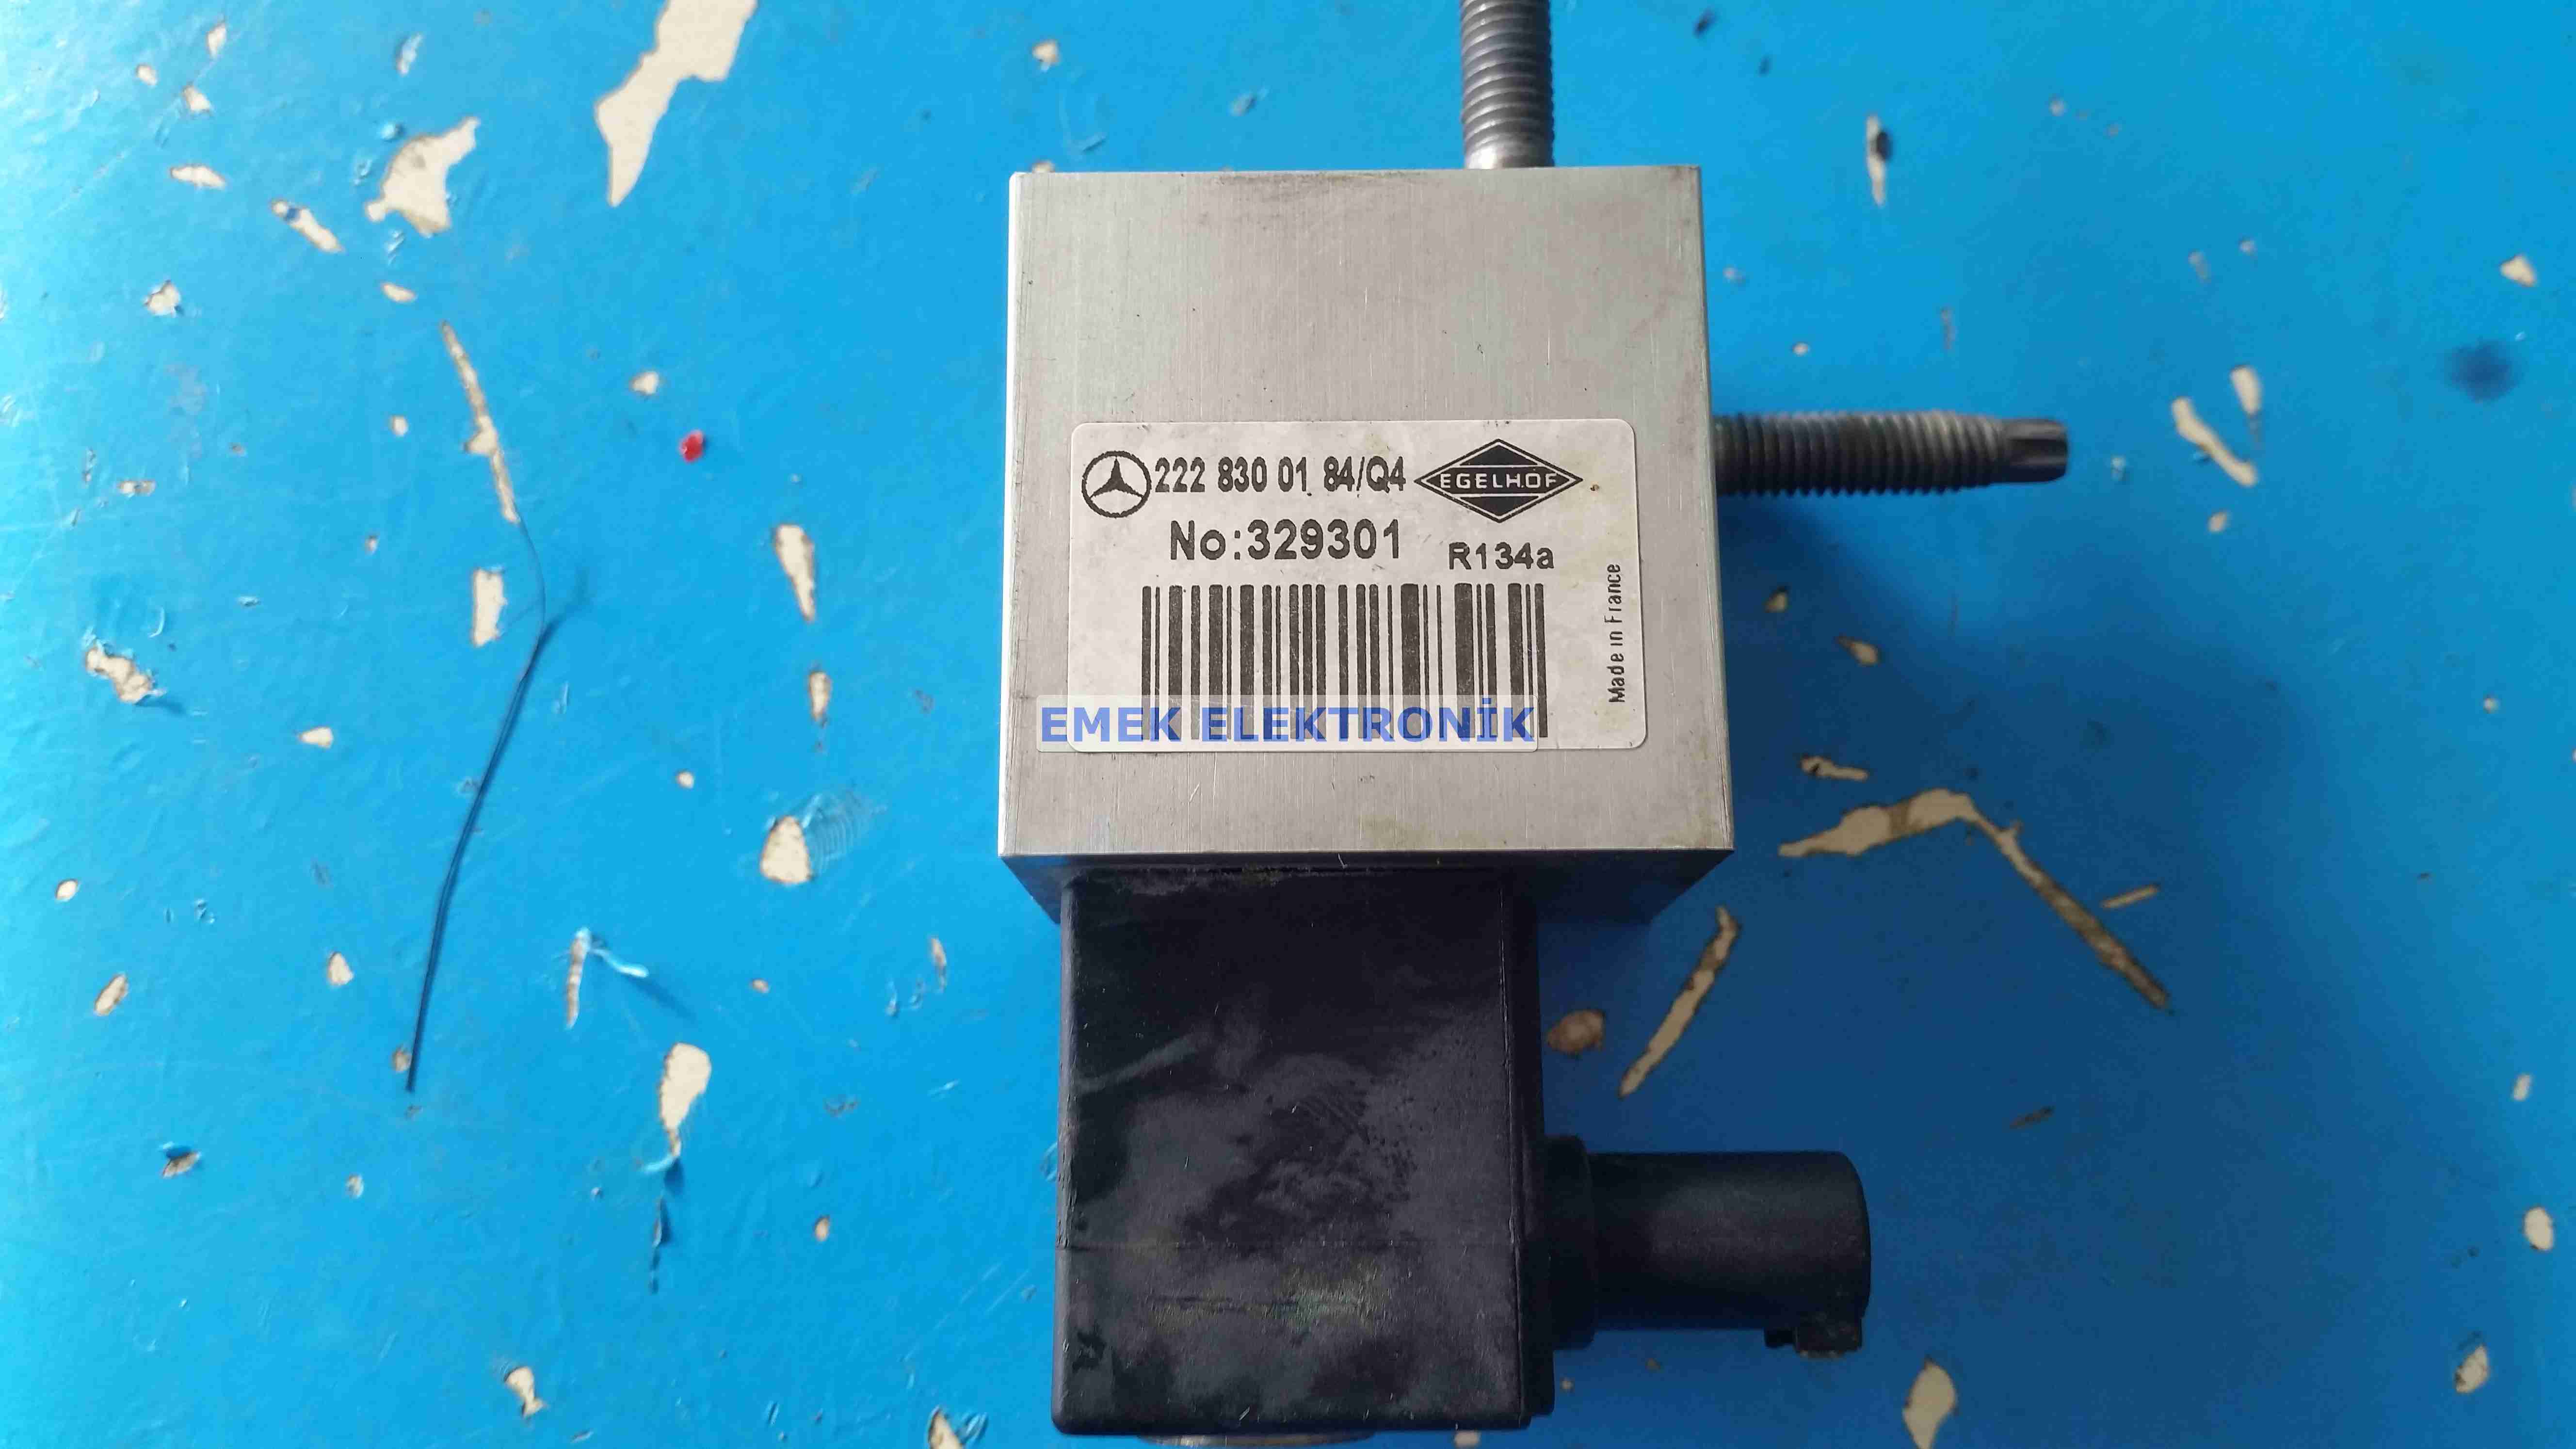 222 830 01 84/Q4 EGELHOF
No:329301 R134a
Made in France
EMEK ELEKTRONİK